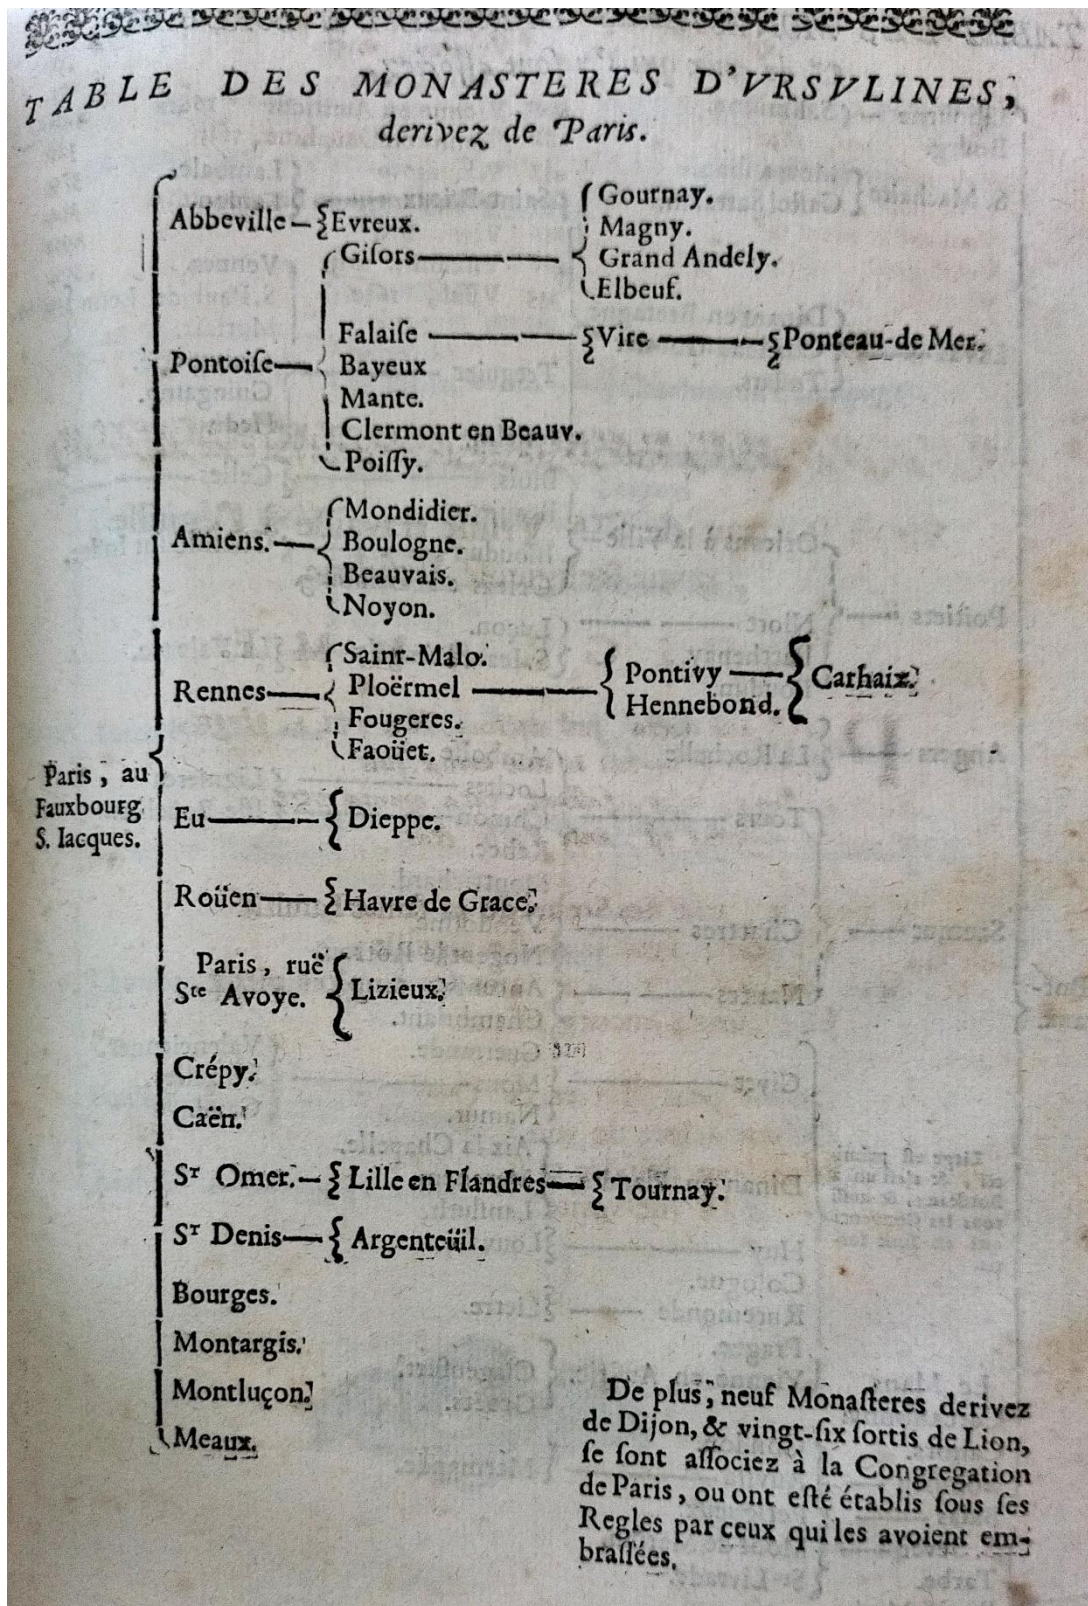 TABLE DES MONASTERES D'VRSVLINES,
derivez de Paris.
Abbeville — Evreux.
Pontoiſe
Giſors
Gournay.
Magny.
Grand Andely.
Elbeuf.
Falaiſe — Vire — Ponteau-de Mer.
Bayeux
Mante.
Clermont en Beauv.
Poiſſy.
Amiens.
Mondidier.
Boulogne.
Beauvais.
Noyon.
Rennes
Saint-Malo.
Ploërmel
Pontivy
Hennebond.
Carhaix.
Fougeres.
Faoüet.
Paris, au
Fauxbourg
S. Iacques.
Eu — Dieppe.
Roüen — Havre de Grace.
Paris, ruë
Ste Avoye.
Lizieux.
Crépy.
Caën.
St Omer. — Lille en Flandres — Tournay.
St Denis — Argenteüil.
Bourges.
Montargis.
Montluçon.
Meaux.
De plus, neuf Monaſteres derivez
de Dijon, & vingt-ſix ſortis de Lion,
ſe ſont aſſociez à la Congregation
de Paris, ou ont eſté établis ſous ſes
Regles par ceux qui les avoient em-
braſſées.